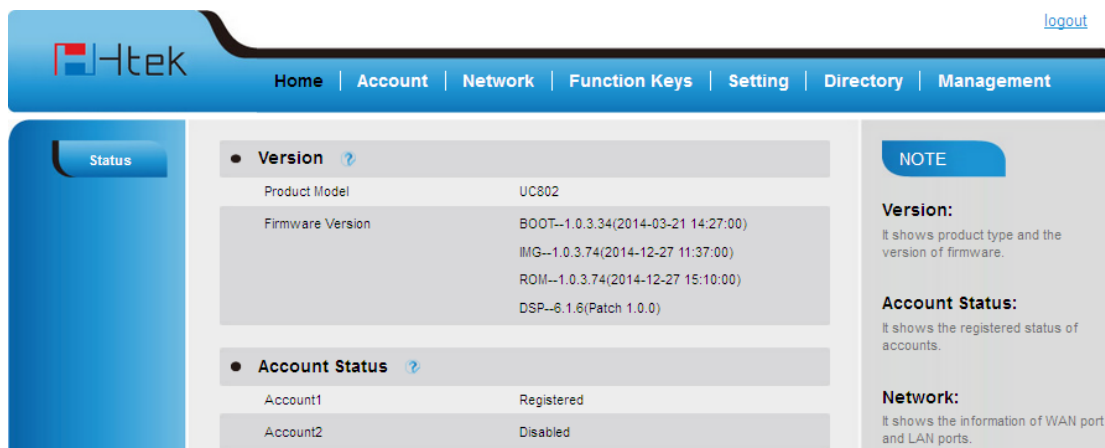 logout
Htek
Home Account Network Function Keys Setting Directory Management
Status
Version ?
Product Model UC802
Firmware Version BOOT--1.0.3.34(2014-03-21 14:27:00)
IMG--1.0.3.74(2014-12-27 11:37:00)
ROM--1.0.3.74(2014-12-27 15:10:00)
DSP--6.1.6(Patch 1.0.0)
Account Status ?
Account1 Registered
Account2 Disabled
NOTE
Version:
It shows product type and the
version of firmware.
Account Status:
It shows the registered status of
accounts.
Network:
It shows the information of WAN port
and LAN ports.